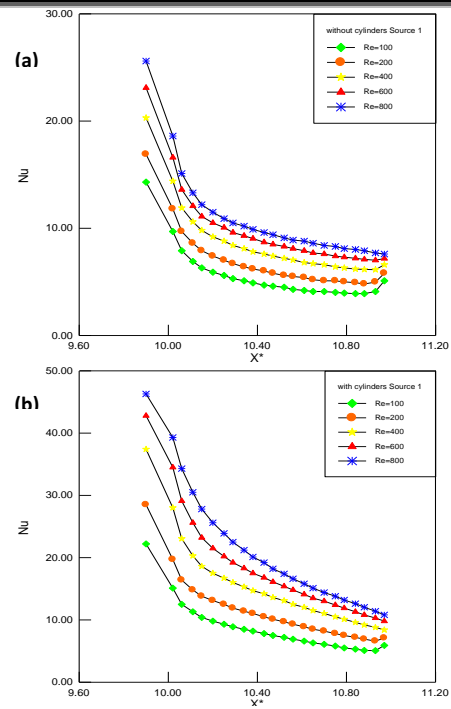 (a)
30.00
20.00
10.00
0.00
Nu
without cylinders Source 1
Re=100
Re=200
Re=400
Re=600
Re=800
9.60
10.00
10.40
10.80
11.20
X*
(b)
50.00
40.00
30.00
20.00
10.00
0.00
Nu
with cylinders Source 1
Re=100
Re=200
Re=400
Re=600
Re=800
9.60
10.00
10.40
10.80
11.20
X*